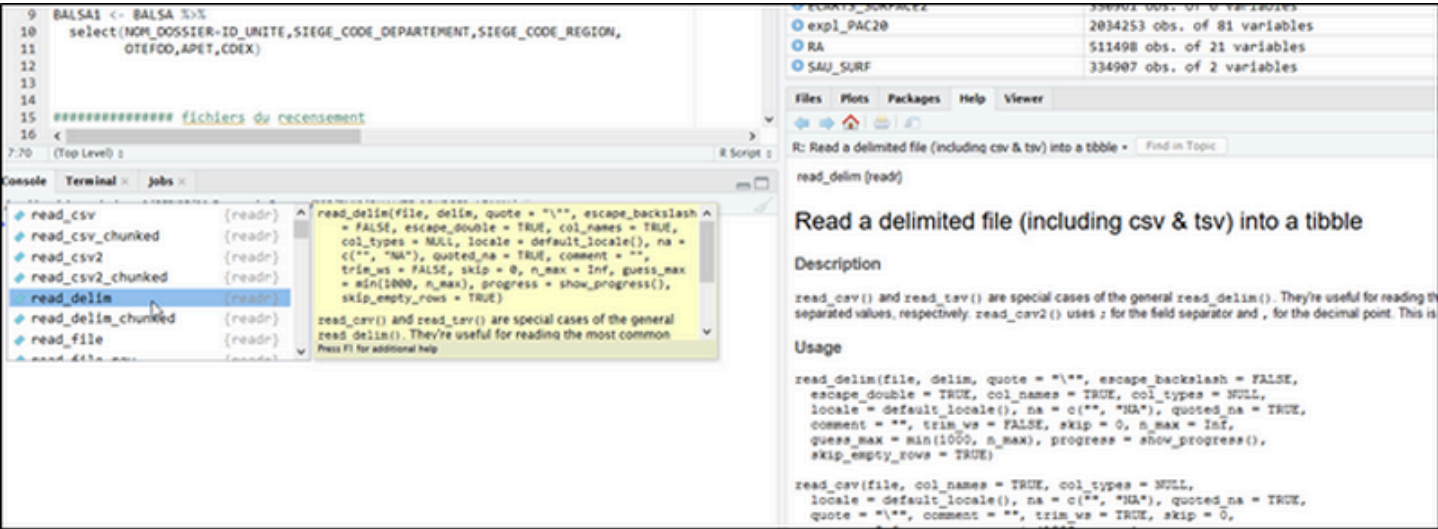 9 BALSA1 <- BALSA %>%
10 select(NOM_DOSSIER-ID_UNITE,SIEGE_CODE_DEPARTEMENT,SIEGE_CODE_REGION,
11 OTEFDD,APET,CDEX)
12
13
14
15 ############### fichiers du recensement
16
7:70 (Top Level) R Script
Console Terminal Jobs
read_csv {readr}
read_csv_chunked {readr}
read_csv2 {readr}
read_csv2_chunked {readr}
read_delim {readr}
read_delim_chunked {readr}
read_file {readr}
read_delim(file, delim, quote = "\"", escape_backslash
= FALSE, escape_double = TRUE, col_names = TRUE,
col_types = NULL, locale = default_locale(), na =
c("", "NA"), quoted_na = TRUE, comment = "",
trim_ws = FALSE, skip = 0, n_max = Inf, guess_max
= min(1000, n_max), progress = show_progress(),
skip_empty_rows = TRUE)
read_csv() and read_tsv() are special cases of the general
read_delim(). They're useful for reading the most common
Press F1 for additional help
expl_PAC20 2034253 obs. of 81 variables
RA 511498 obs. of 21 variables
SAU_SURF 334907 obs. of 2 variables
Files Plots Packages Help Viewer
R: Read a delimited file (including csv & tsv) into a tibble Find in Topic
read_delim {readr}
Read a delimited file (including csv & tsv) into a tibble
Description
read_csv() and read_tsv() are special cases of the general read_delim(). They're useful for reading th
separated values, respectively. read_csv2() uses ; for the field separator and , for the decimal point. This is
Usage
read_delim(file, delim, quote = "\"", escape_backslash = FALSE,
escape_double = TRUE, col_names = TRUE, col_types = NULL,
locale = default_locale(), na = c("", "NA"), quoted_na = TRUE,
comment = "", trim_ws = FALSE, skip = 0, n_max = Inf,
guess_max = min(1000, n_max), progress = show_progress(),
skip_empty_rows = TRUE)
read_csv(file, col_names = TRUE, col_types = NULL,
locale = default_locale(), na = c("", "NA"), quoted_na = TRUE,
quote = "\"", comment = "", trim_ws = TRUE, skip = 0,